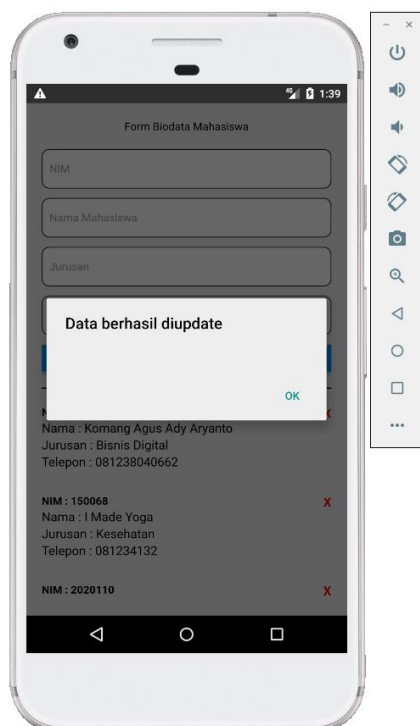 4G 1:39
Form Biodata Mahasiswa
NIM
Nama Mahasiswa
Jurusan
Data berhasil diupdate
OK
X
Nama : Komang Agus Ady Aryanto
Jurusan : Bisnis Digital
Telepon : 081238040662
NIM : 150068 X
Nama : I Made Yoga
Jurusan : Kesehatan
Telepon : 081234132
NIM : 2020110 X